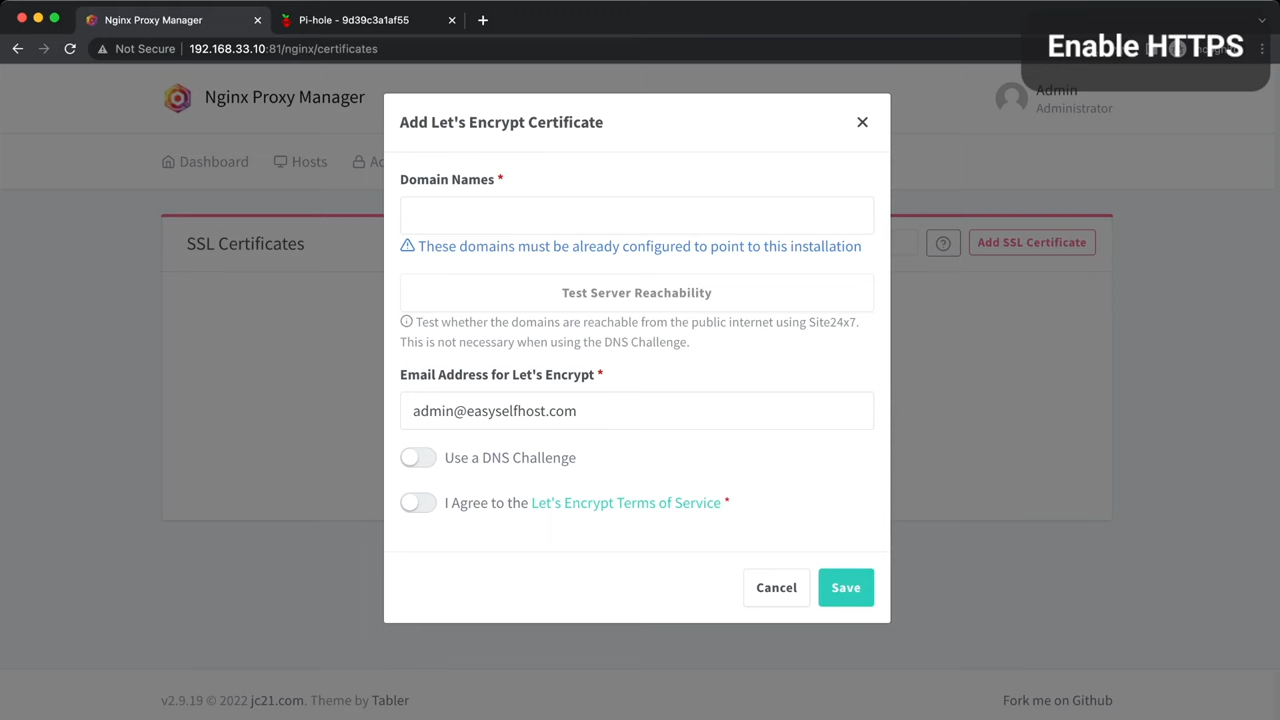 Nginx Proxy Manager
Pi-hole - 9d39c3a1af55
Not Secure
192.168.33.10:81/nginx/certificates
Enable HTTPS
Nginx Proxy Manager
Admin
Administrator
Dashboard
Hosts
SSL Certificates
Add SSL Certificate
Add Let's Encrypt Certificate
Domain Names *
These domains must be already configured to point to this installation
Test Server Reachability
Test whether the domains are reachable from the public internet using Site24x7.
This is not necessary when using the DNS Challenge.
Email Address for Let's Encrypt *
admin@easyselfhost.com
Use a DNS Challenge
I Agree to the Let's Encrypt Terms of Service *
Cancel
Save
v2.9.19 © 2022 jc21.com. Theme by Tabler
Fork me on Github